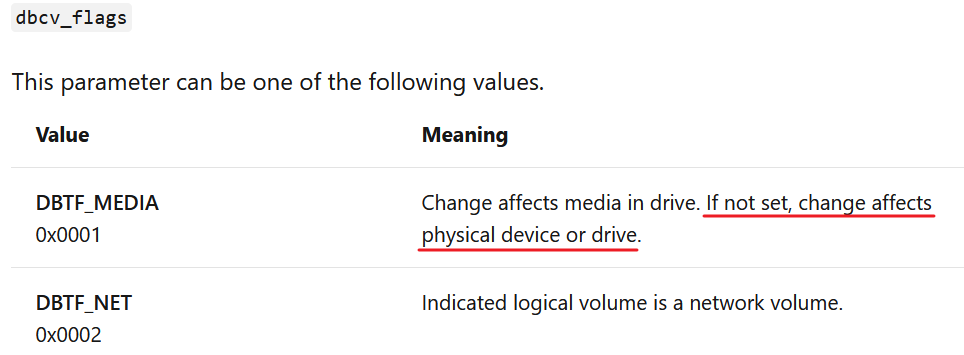 dbcv_flags
This parameter can be one of the following values.
Value Meaning
DBTF_MEDIA Change affects media in drive. If not set, change affects
0x0001 physical device or drive.
DBTF_NET Indicated logical volume is a network volume.
0x0002